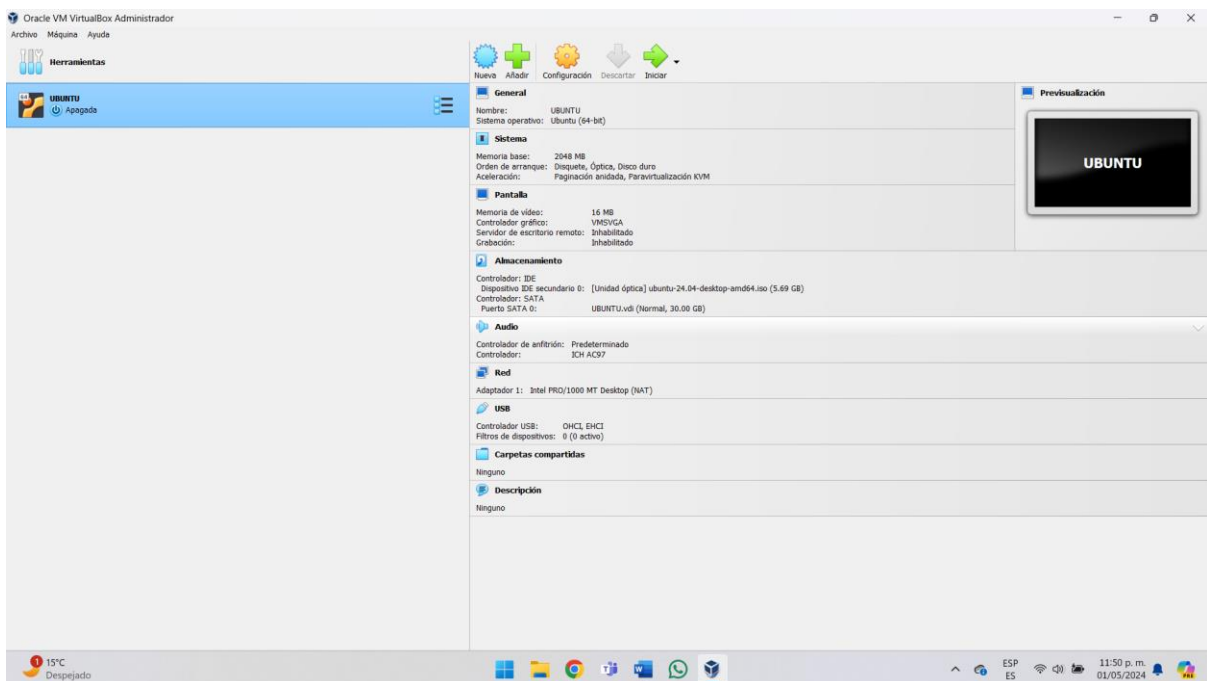 Oracle VM VirtualBox Administrador
Archivo Máquina Ayuda
Herramientas
64
UBUNTU
Apagada
Nueva Añadir Configuración Descartar Iniciar
General
Nombre: UBUNTU
Sistema operativo: Ubuntu (64-bit)
Sistema
Memoria base: 2048 MB
Orden de arranque: Disquete, Óptica, Disco duro
Aceleración: Paginación anidada, Paravirtualización KVM
Pantalla
Memoria de vídeo: 16 MB
Controlador gráfico: VMSVGA
Servidor de escritorio remoto: Inhabilitado
Grabación: Inhabilitado
Previsualización
UBUNTU
Almacenamiento
Controlador: IDE
Dispositivo IDE secundario 0: [Unidad óptica] ubuntu-24.04-desktop-amd64.iso (5.69 GB)
Controlador: SATA
Puerto SATA 0: UBUNTU.vdi (Normal, 30.00 GB)
Audio
Controlador de anfitrión: Predeterminado
Controlador: ICH AC97
Red
Adaptador 1: Intel PRO/1000 MT Desktop (NAT)
USB
Controlador USB: OHCI, EHCI
Filtros de dispositivos: 0 (0 activo)
Carpetas compartidas
Ninguno
Descripción
Ninguno
1
15°C
Despejado
ESP
ES
11:50 p. m.
01/05/2024
PRE